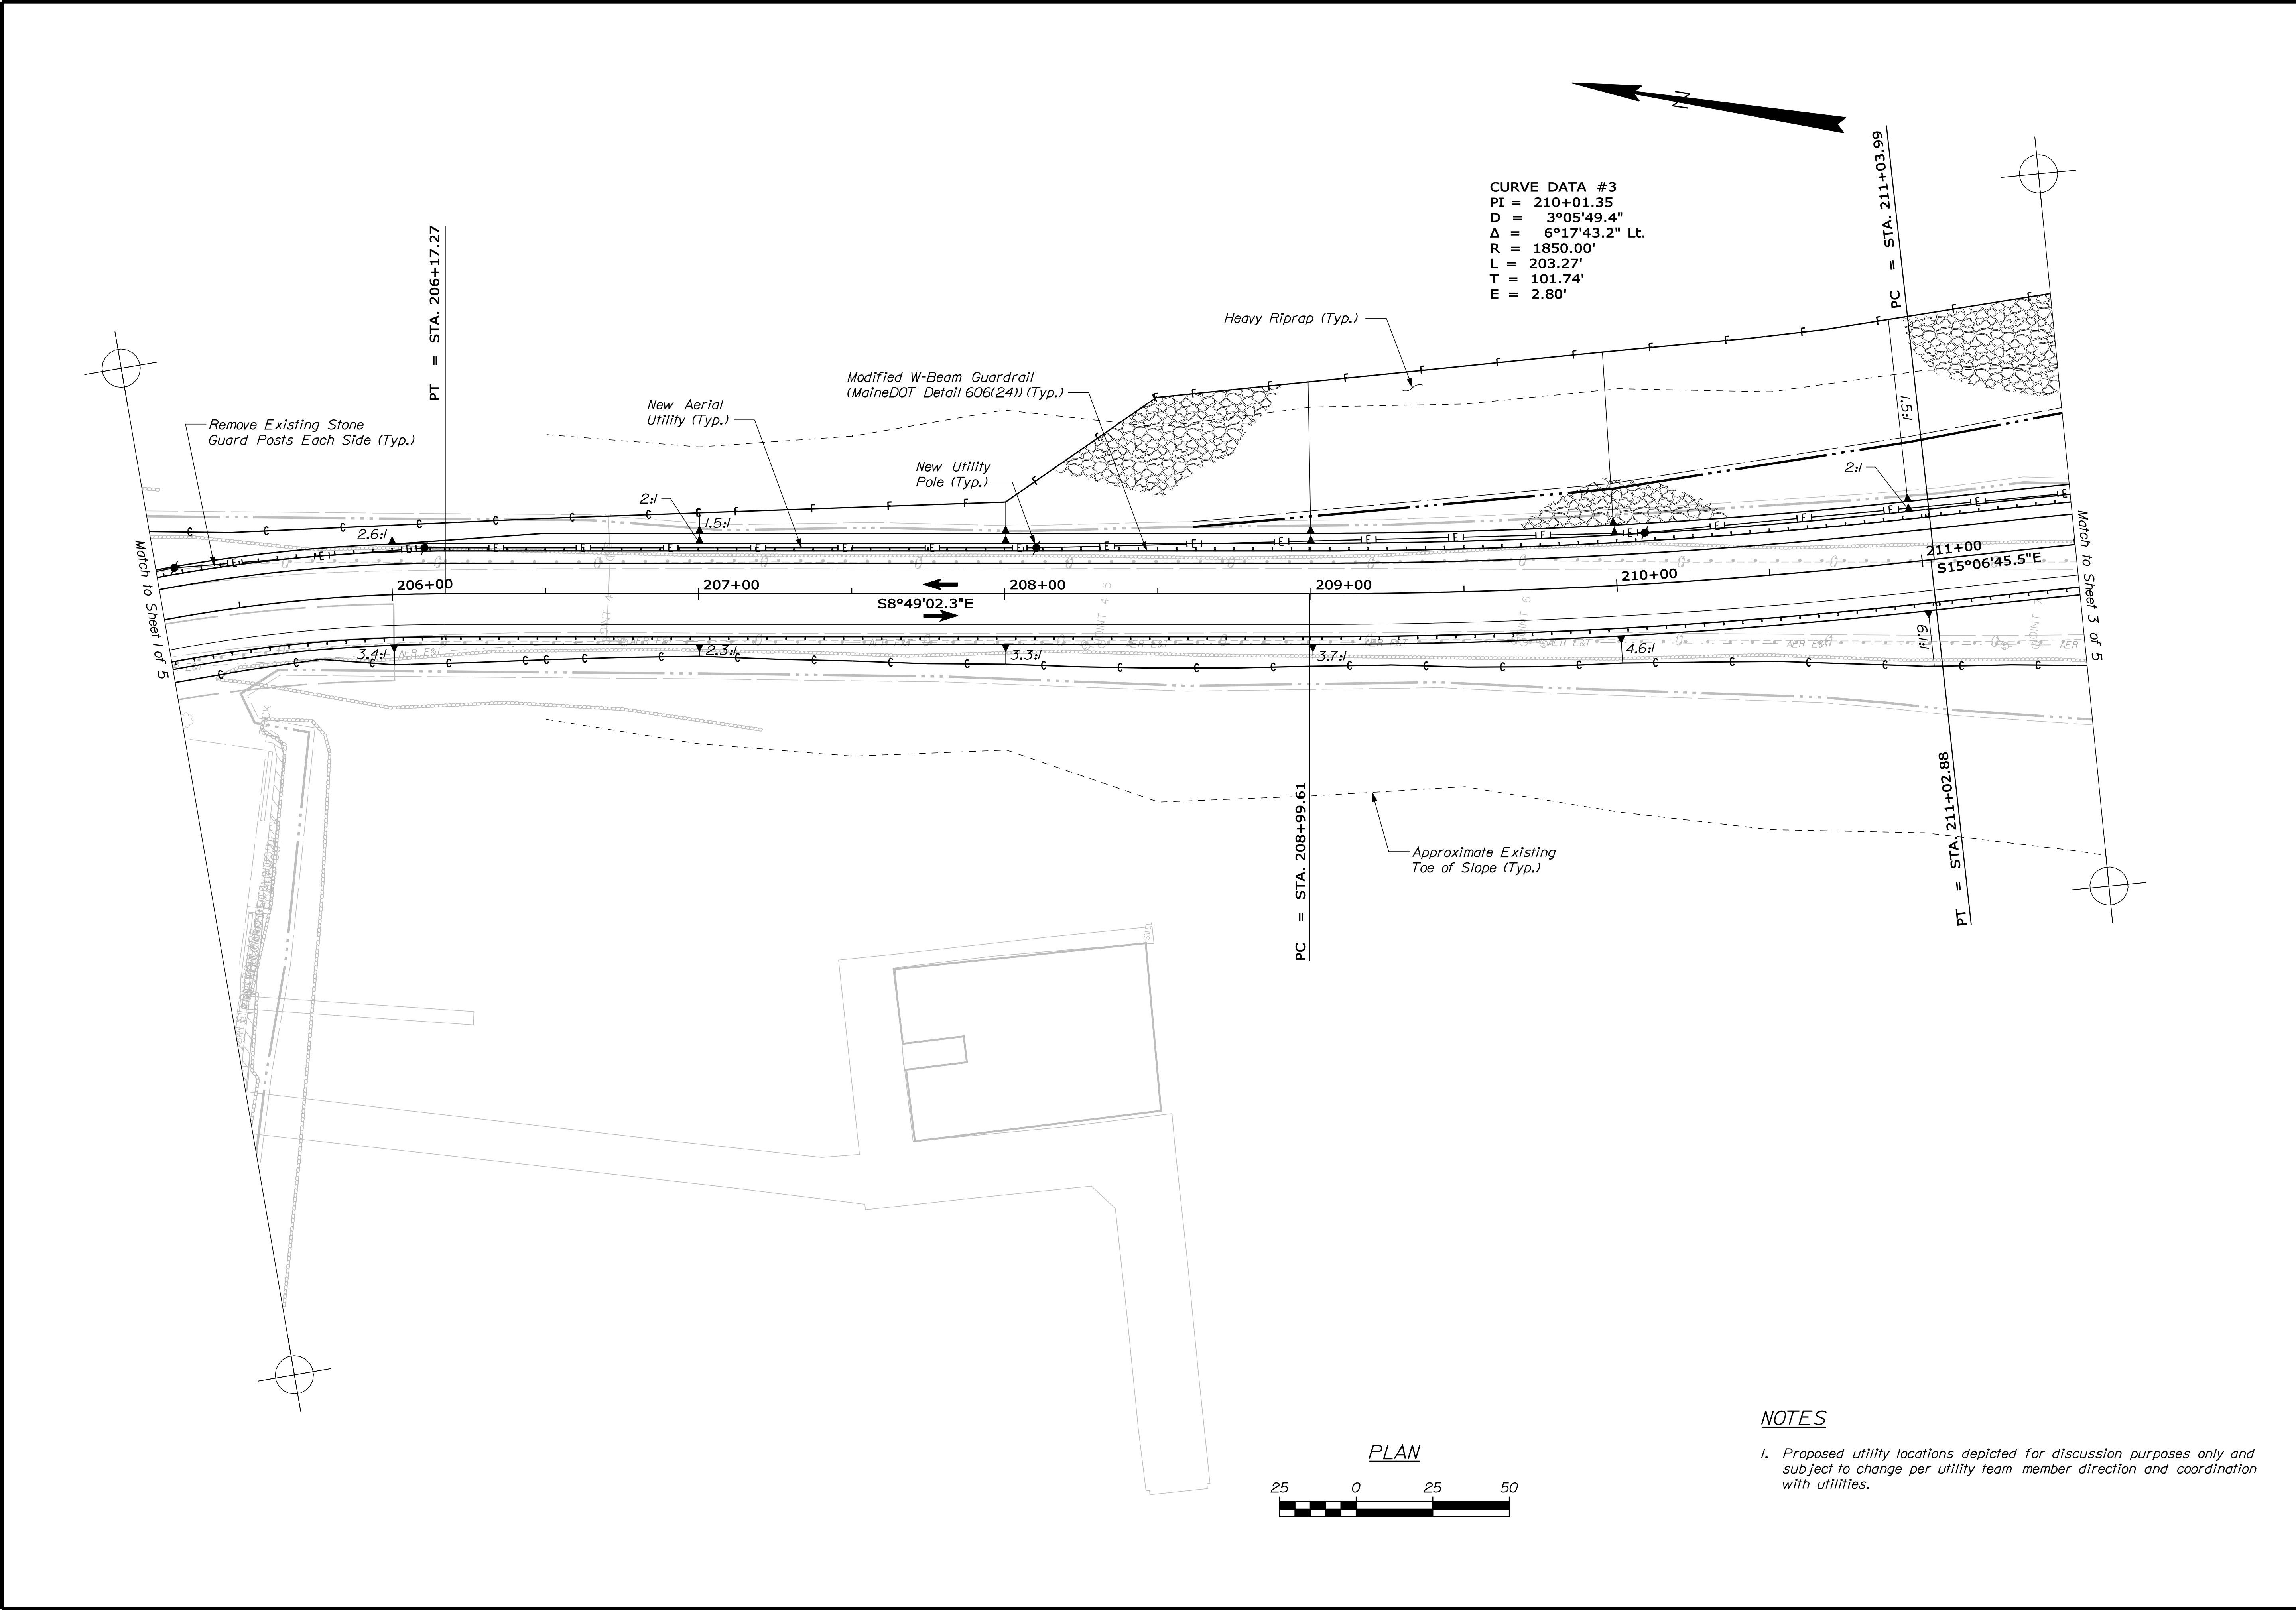 N
PC = STA. 211+03.99
CURVE DATA #3
PI = 210+01.35
D = 3°05'49.4"
Δ = 6°17'43.2" Lt.
R = 1850.00'
L = 203.27'
T = 101.74'
E = 2.80'
PT = STA. 206+17.27
Heavy Riprap (Typ.)
Modified W-Beam Guardrail
(MaineDOT Detail 606(24)) (Typ.)
New Aerial
Utility (Typ.)
Remove Existing Stone
Guard Posts Each Side (Typ.)
New Utility
Pole (Typ.)
2:1
1.5:1
2.6:1
1.5:1
2:1
Match to Sheet 1 of 5
Match to Sheet 3 of 5
206+00
207+00
208+00
209+00
210+00
211+00
S8°49'02.3"E
S15°06'45.5"E
3.4:1
2.3:1
3.3:1
3.7:1
4.6:1
6.1:1
AER E&T
AER E&T
AER E&T
AER E&T
AER E&T
AER
PC = STA. 208+99.61
PT = STA. 211+02.88
Approximate Existing
Toe of Slope (Typ.)
PLAN
25 0 25 50
NOTES
1. Proposed utility locations depicted for discussion purposes only and
subject to change per utility team member direction and coordination
with utilities.